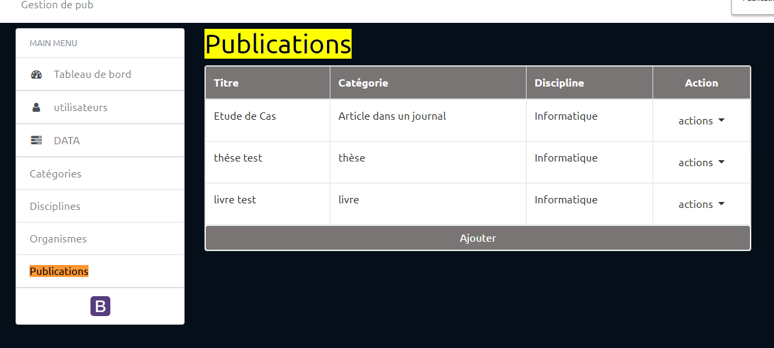 Gestion de pub
MAIN MENU
Tableau de bord
utilisateurs
DATA
Catégories
Disciplines
Organismes
Publications
B
Publications
Titre Catégorie Discipline Action
Etude de Cas Article dans un journal Informatique actions
thése test thèse Informatique actions
livre test livre Informatique actions
Ajouter